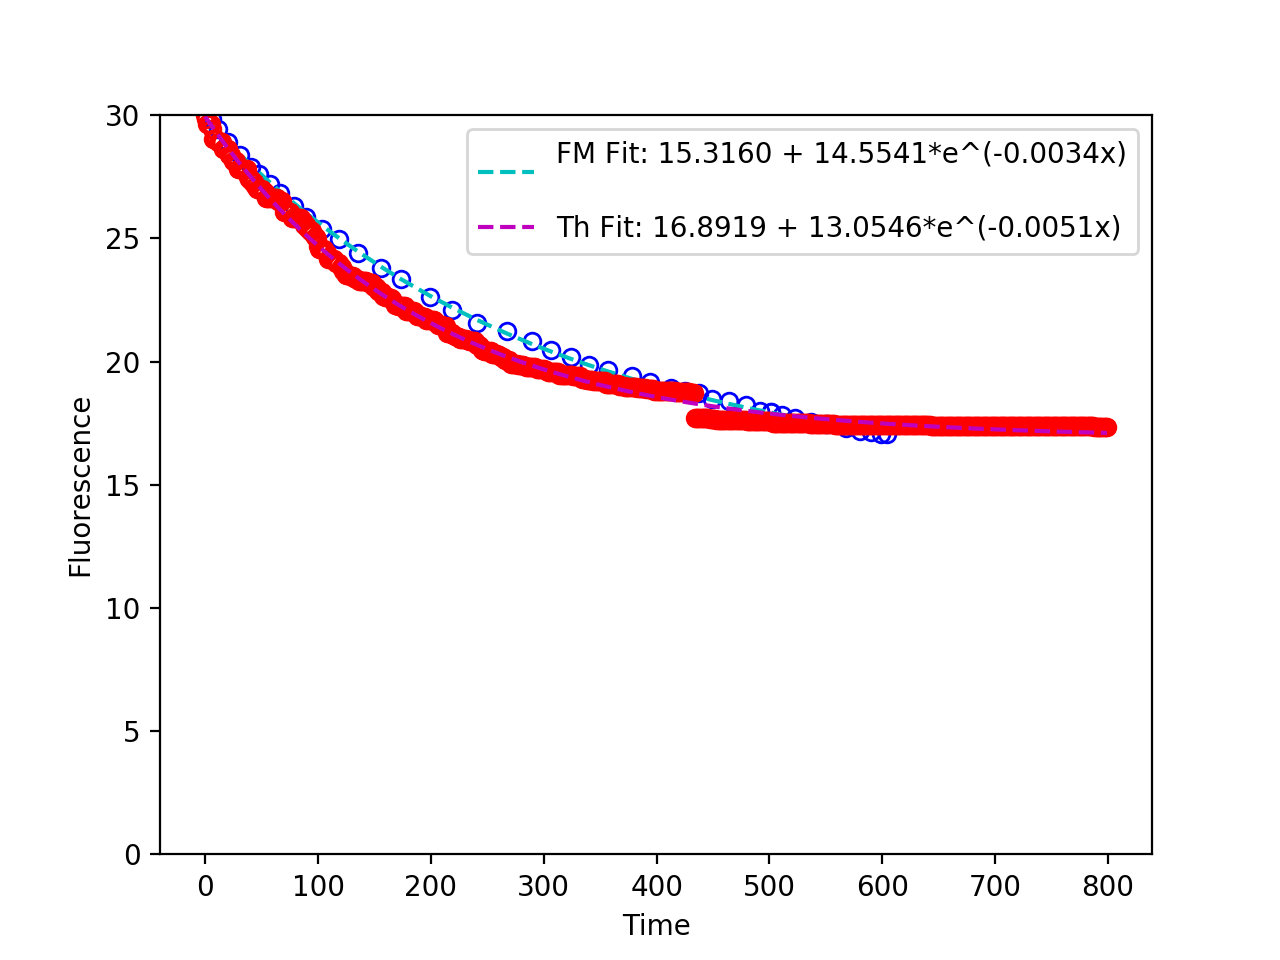 30
25
20
15
10
5
0
Fluorescence
FM Fit: 15.3160 + 14.5541*e^(-0.0034x)
Th Fit: 16.8919 + 13.0546*e^(-0.0051x)
0 100 200 300 400 500 600 700 800
Time